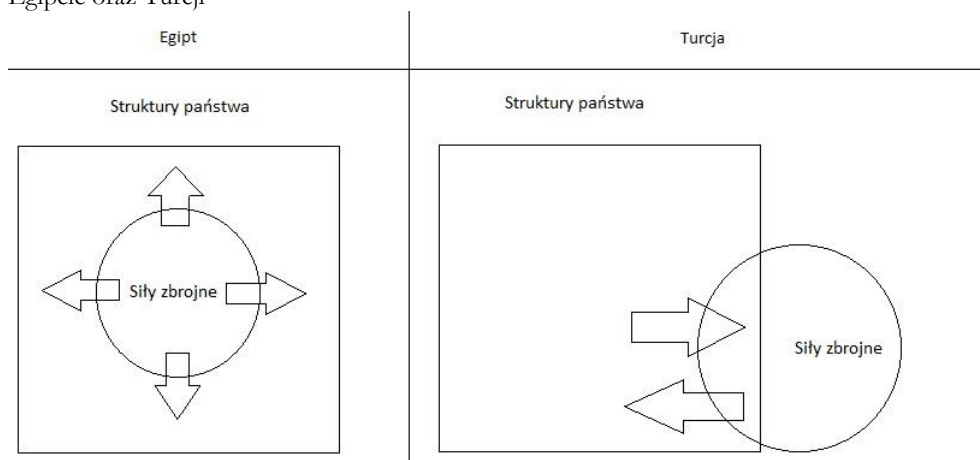 Egipcie oraz Turcji
Egipt
Turcja
Struktury państwa
Struktury państwa
Siły zbrojne
Siły zbrojne